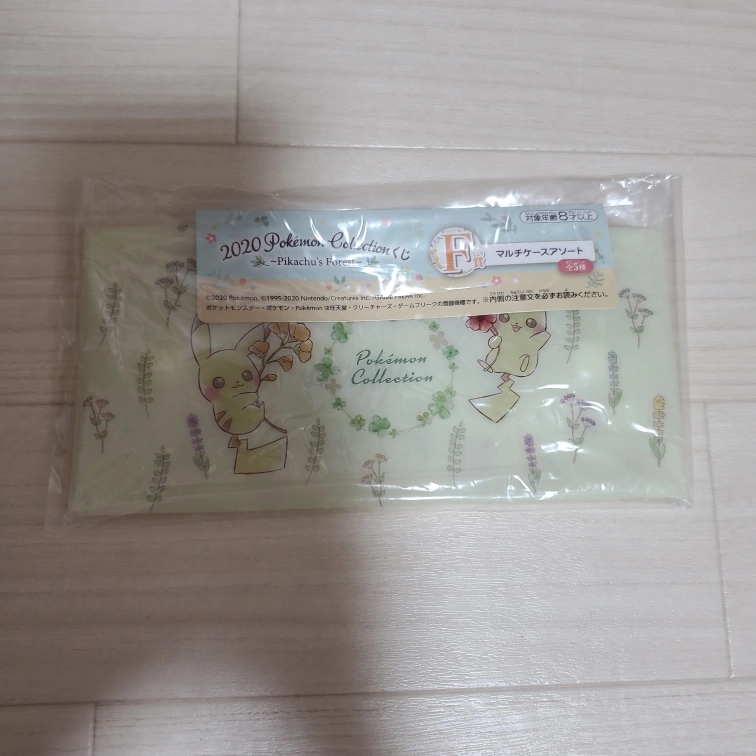 対象年齢8才以上
2020 Pokémon Collectionくじ
~Pikachu's Forest~
F賞
マルチケースアソート
全5種
©2020 Pokémon. ©1995-2020 Nintendo/Creatures Inc./GAME FREAK inc.
ポケットモンスター・ポケモン・Pokémonは任天堂・クリーチャーズ・ゲームフリークの登録商標です。※内側の注意文を必ずお読みください。
Pokémon
Collection